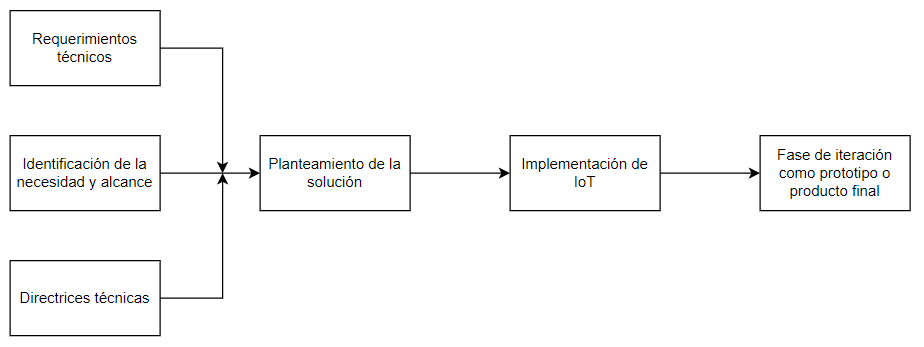 Requerimientos
técnicos
Identificación de la
necesidad y alcance
Directrices técnicas
Planteamiento de la
solución
Implementación de
IoT
Fase de iteración
como prototipo o
producto final